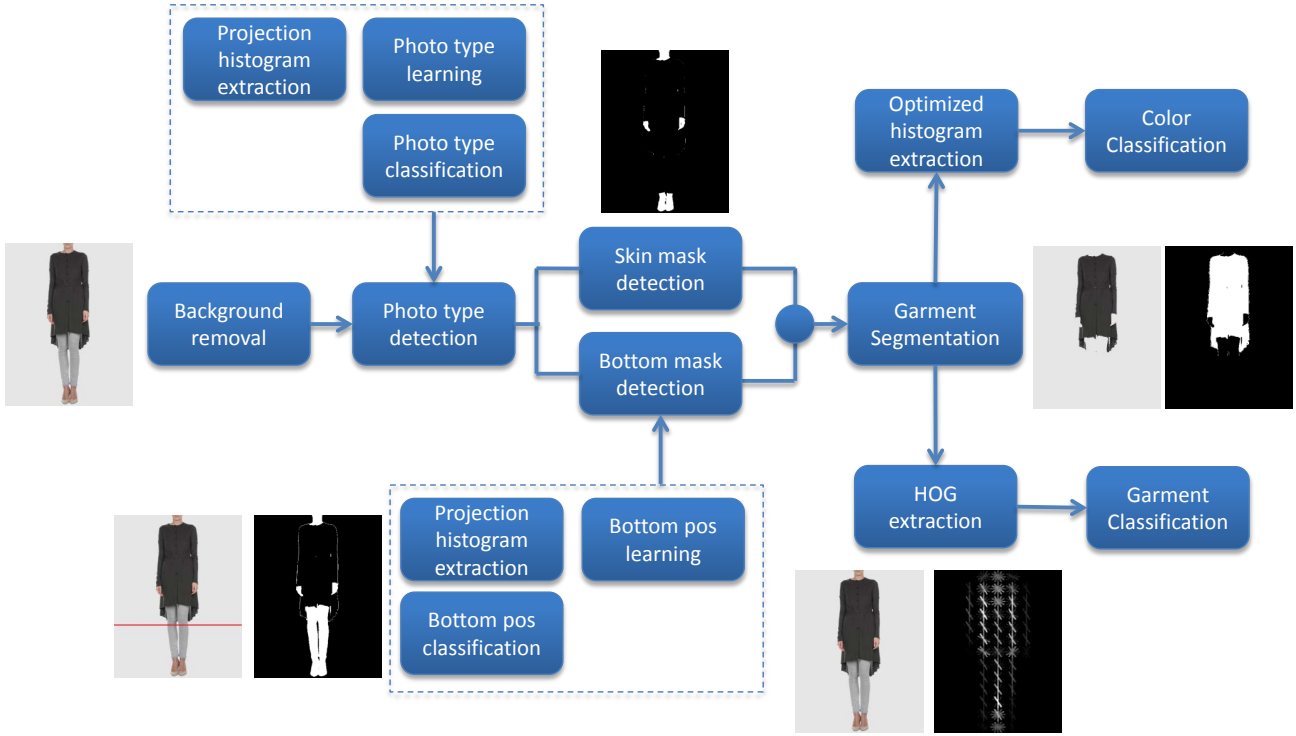 Projection
histogram
extraction
Photo type
learning
Photo type
classification
Optimized
histogram
extraction
Color
Classification
Background
removal
Photo type
detection
Skin mask
detection
Bottom mask
detection
Garment
Segmentation
Projection
histogram
extraction
Bottom pos
learning
Bottom pos
classification
HOG
extraction
Garment
Classification